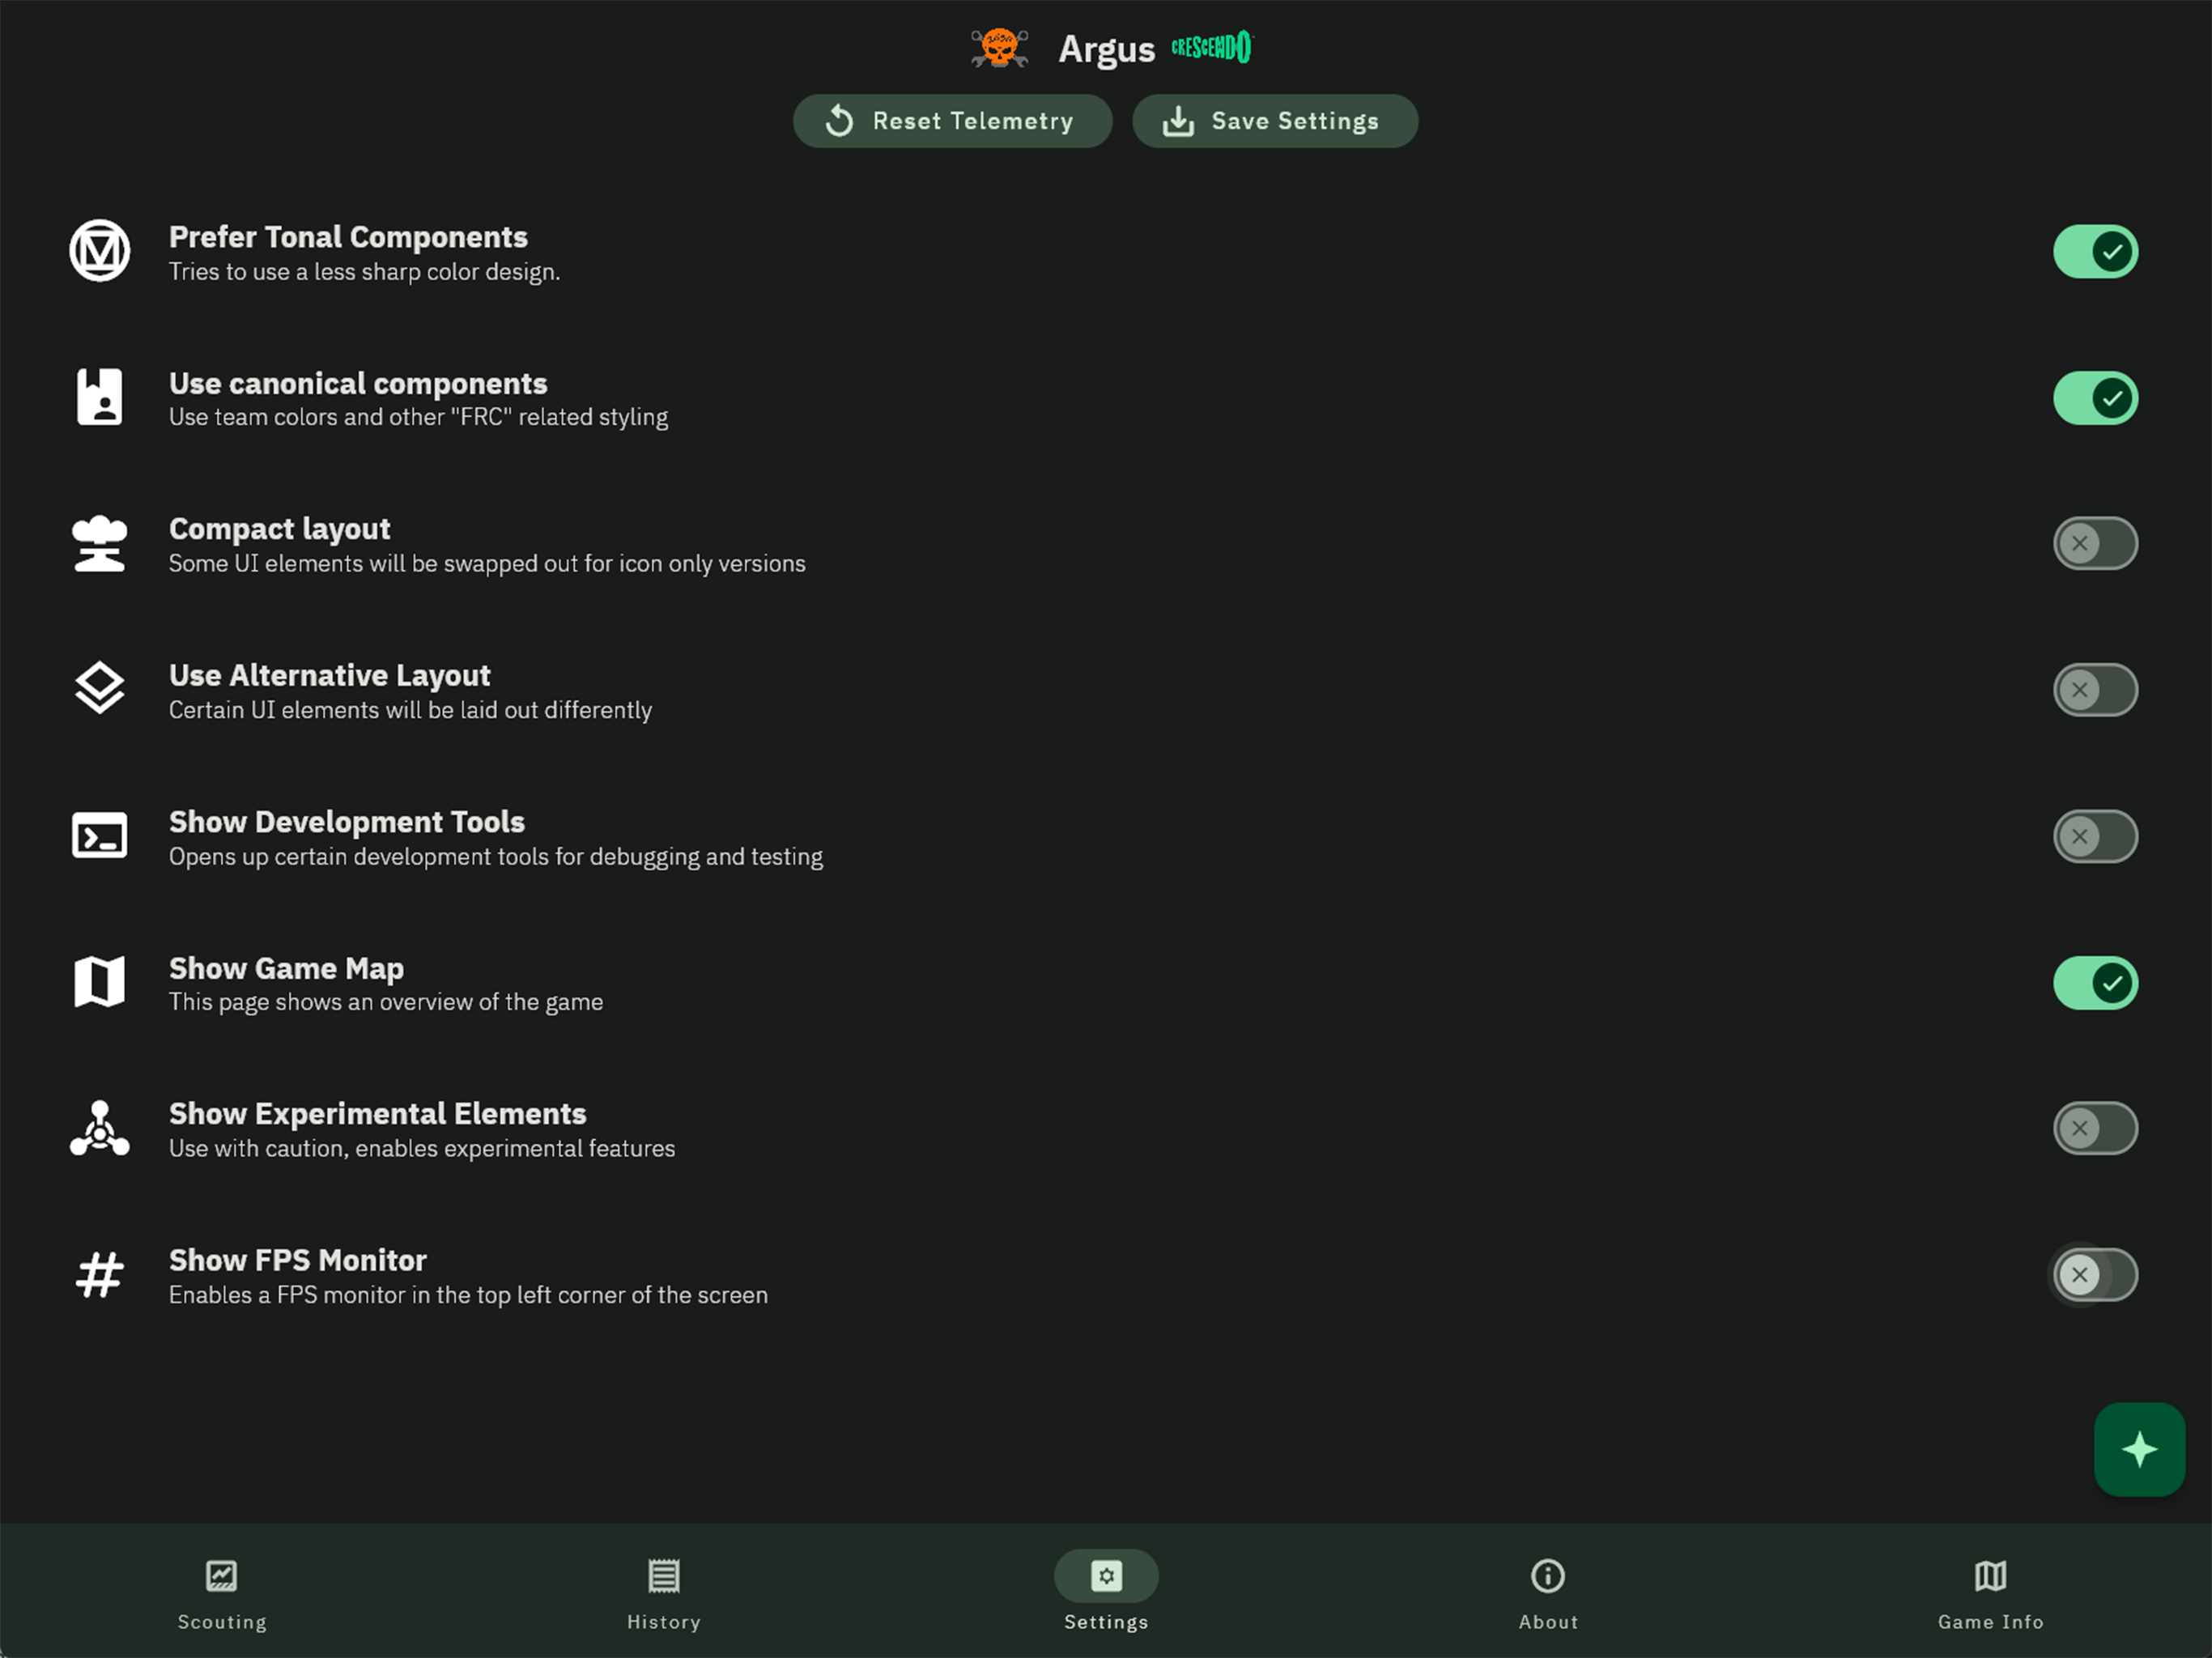 Argus CRESCENDO
Reset Telemetry
Save Settings
Prefer Tonal Components
Tries to use a less sharp color design.
Use canonical components
Use team colors and other "FRC" related styling
Compact layout
Some UI elements will be swapped out for icon only versions
Use Alternative Layout
Certain UI elements will be laid out differently
Show Development Tools
Opens up certain development tools for debugging and testing
Show Game Map
This page shows an overview of the game
Show Experimental Elements
Use with caution, enables experimental features
Show FPS Monitor
Enables a FPS monitor in the top left corner of the screen
Scouting
History
Settings
About
Game Info